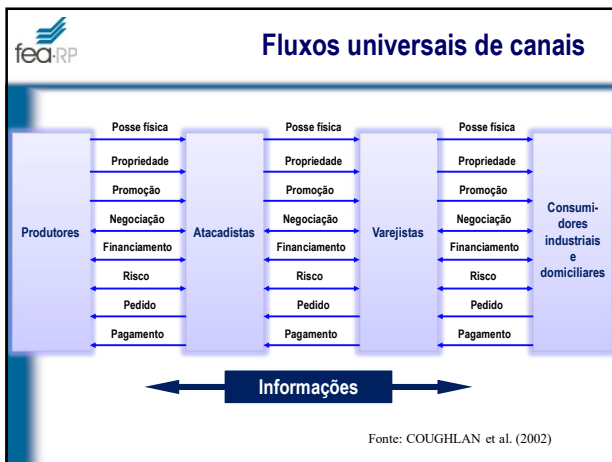 fea-RP
Fluxos universais de canais
Posse física
Posse física
Posse física
Propriedade
Propriedade
Propriedade
Promoção
Promoção
Promoção
Produtores
Negociação
Atacadistas
Negociação
Varejistas
Negociação
Consumi-
dores
industriais
e
domiciliares
Financiamento
Financiamento
Financiamento
Risco
Risco
Risco
Pedido
Pedido
Pedido
Pagamento
Pagamento
Pagamento
Informações
Fonte: COUGHLAN et al. (2002)